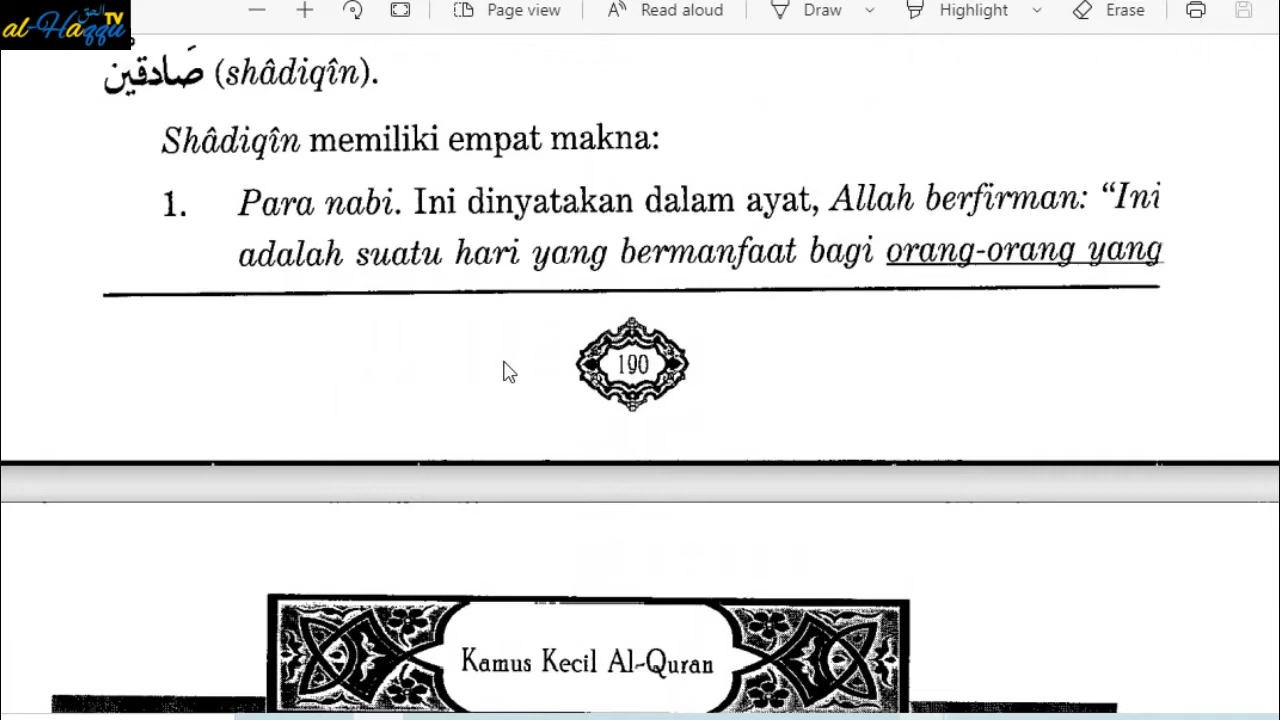 الحق TV
al-Haqqu
Page view
Read aloud
Draw
Highlight
Erase
صَادِقِيْنَ (shâdiqîn).
Shâdiqîn memiliki empat makna:
1. Para nabi. Ini dinyatakan dalam ayat, Allah berfirman: “Ini
adalah suatu hari yang bermanfaat bagi orang-orang yang
190
Kamus Kecil Al-Quran